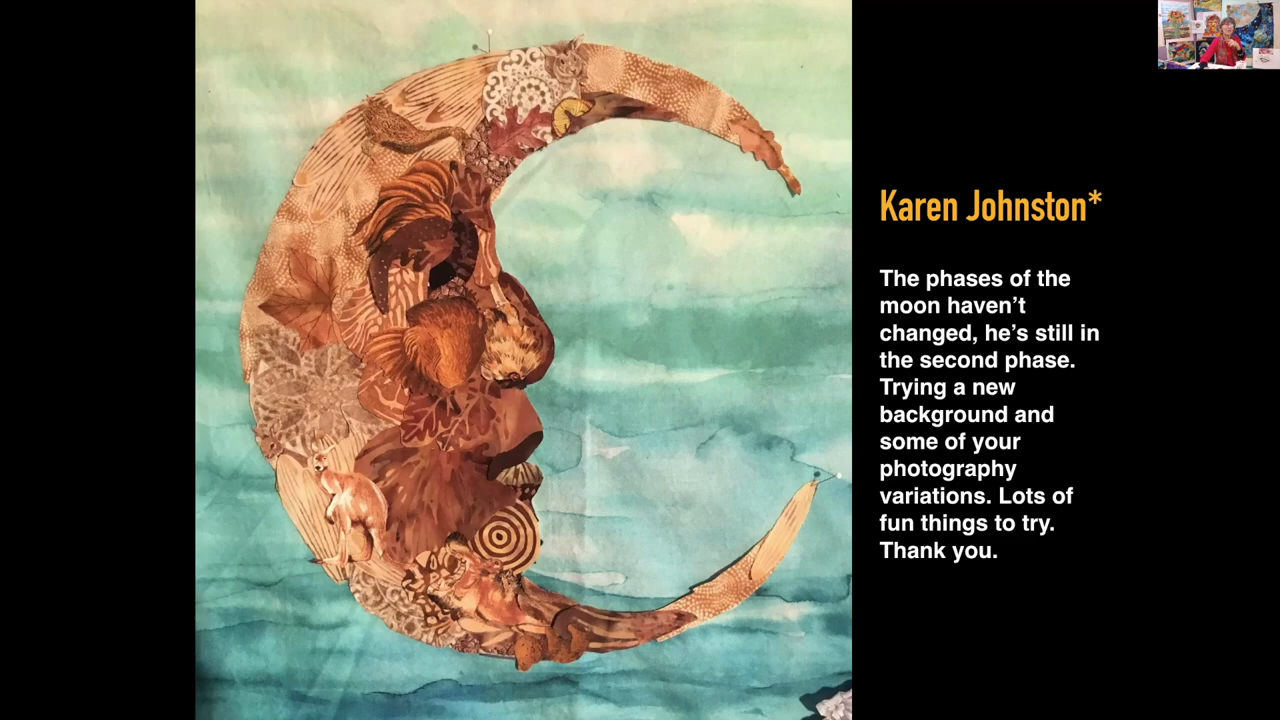 Karen Johnston*
The phases of the
moon haven’t
changed, he’s still in
the second phase.
Trying a new
background and
some of your
photography
variations. Lots of
fun things to try.
Thank you.